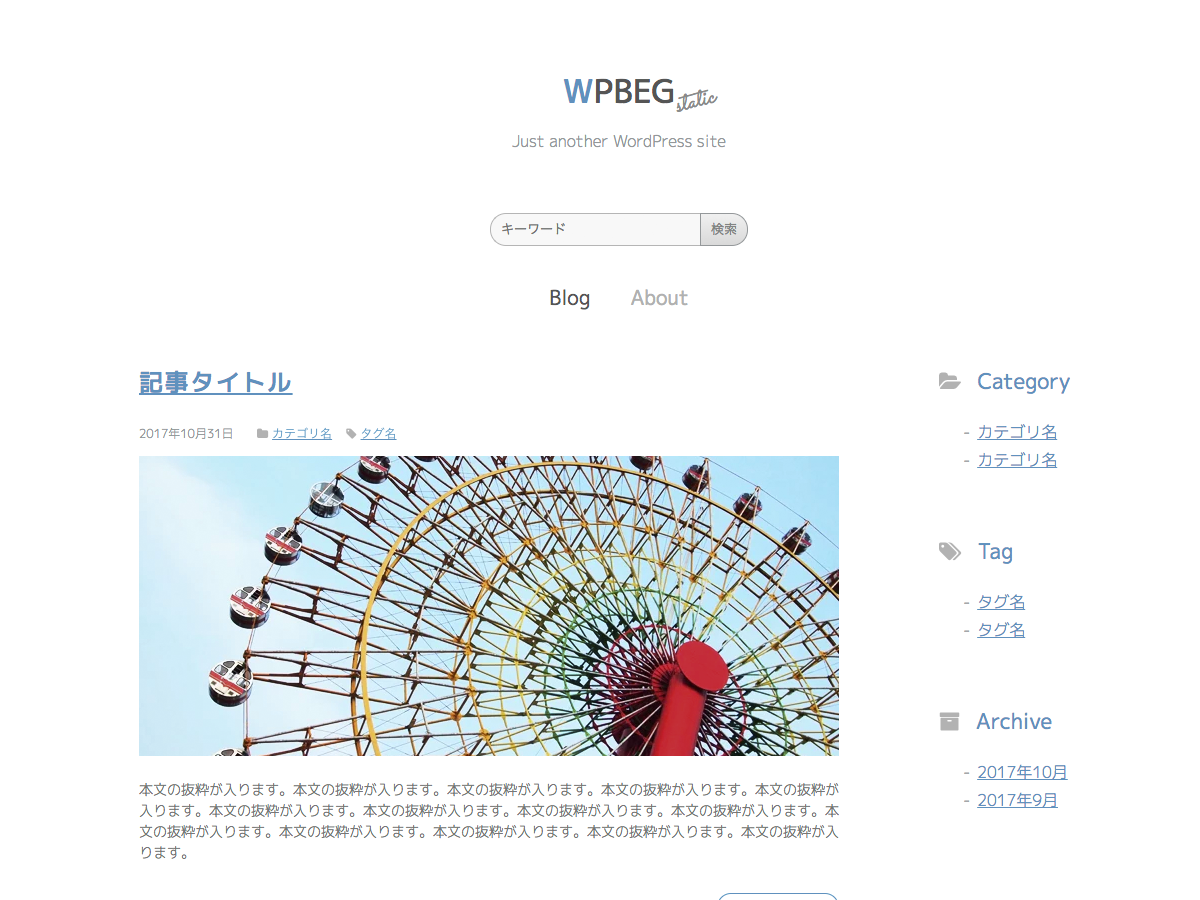 WPBEG static
Just another WordPress site
キーワード 検索
Blog About
記事タイトル
2017年10月31日 カテゴリ名 タグ名
本文の抜粋が入ります。本文の抜粋が入ります。本文の抜粋が入ります。本文の抜粋が入ります。本文の抜粋が
入ります。本文の抜粋が入ります。本文の抜粋が入ります。本文の抜粋が入ります。本文の抜粋が入ります。本
文の抜粋が入ります。本文の抜粋が入ります。本文の抜粋が入ります。本文の抜粋が入ります。本文の抜粋が入
ります。
Category
- カテゴリ名
- カテゴリ名
Tag
- タグ名
- タグ名
Archive
- 2017年10月
- 2017年9月